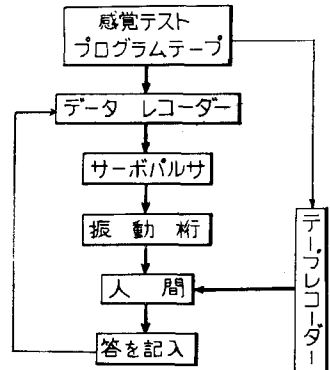 感覚テスト
プログラムテープ
データ レコーダー
サーボパルサ
振動桁
人間
答を記入
テープレコーダー